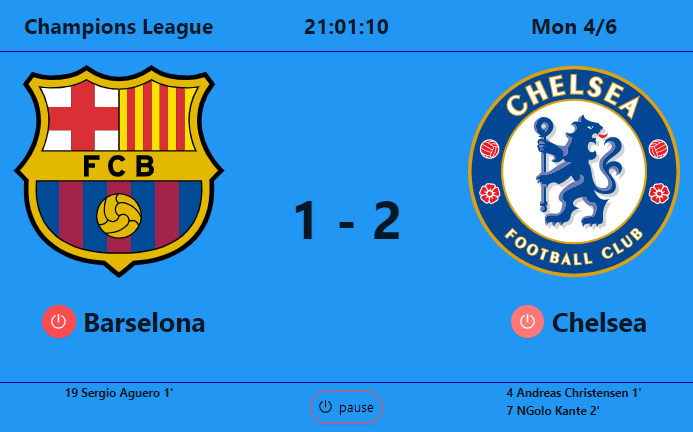 Champions League 21:01:10 Mon 4/6
FCB
CHELSEA
FOOTBALL CLUB
1 - 2
Barselona
Chelsea
19 Sergio Aguero 1'
pause
4 Andreas Christensen 1'
7 NGolo Kante 2'